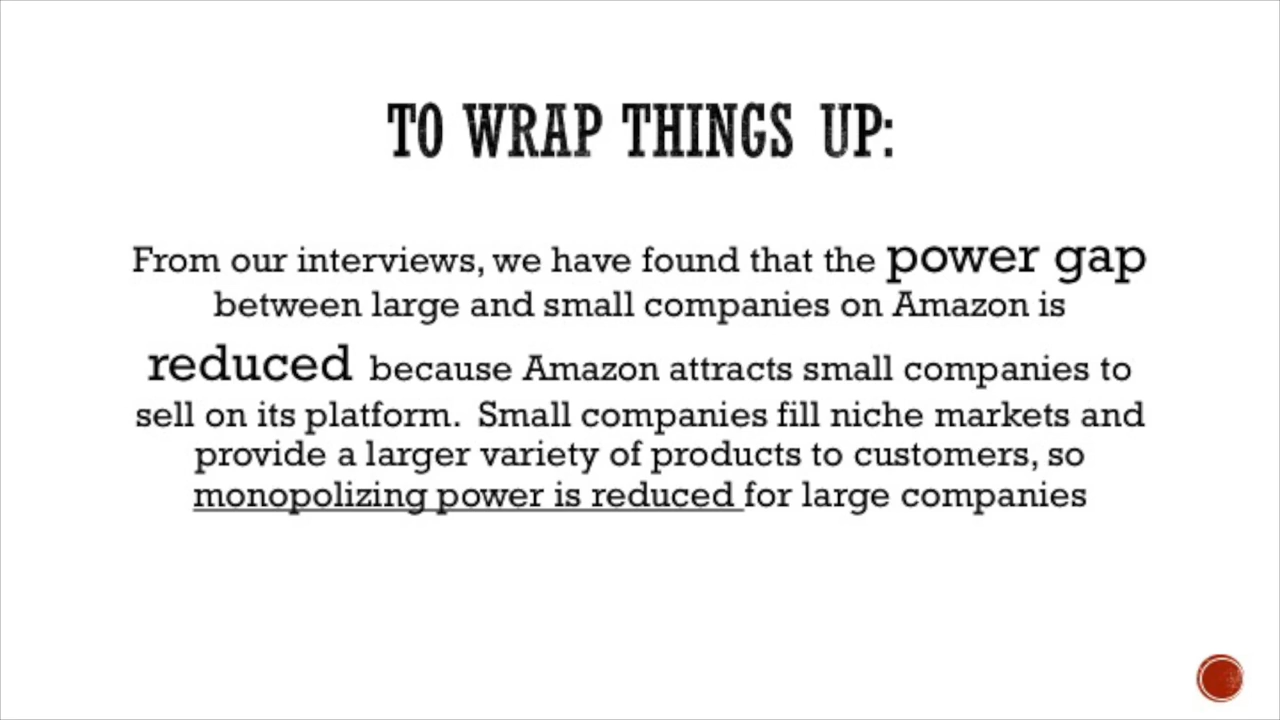 TO WRAP THINGS UP:
From our interviews, we have found that the power gap
between large and small companies on Amazon is
reduced because Amazon attracts small companies to
sell on its platform.  Small companies fill niche markets and
provide a larger variety of products to customers, so
monopolizing power is reduced for large companies